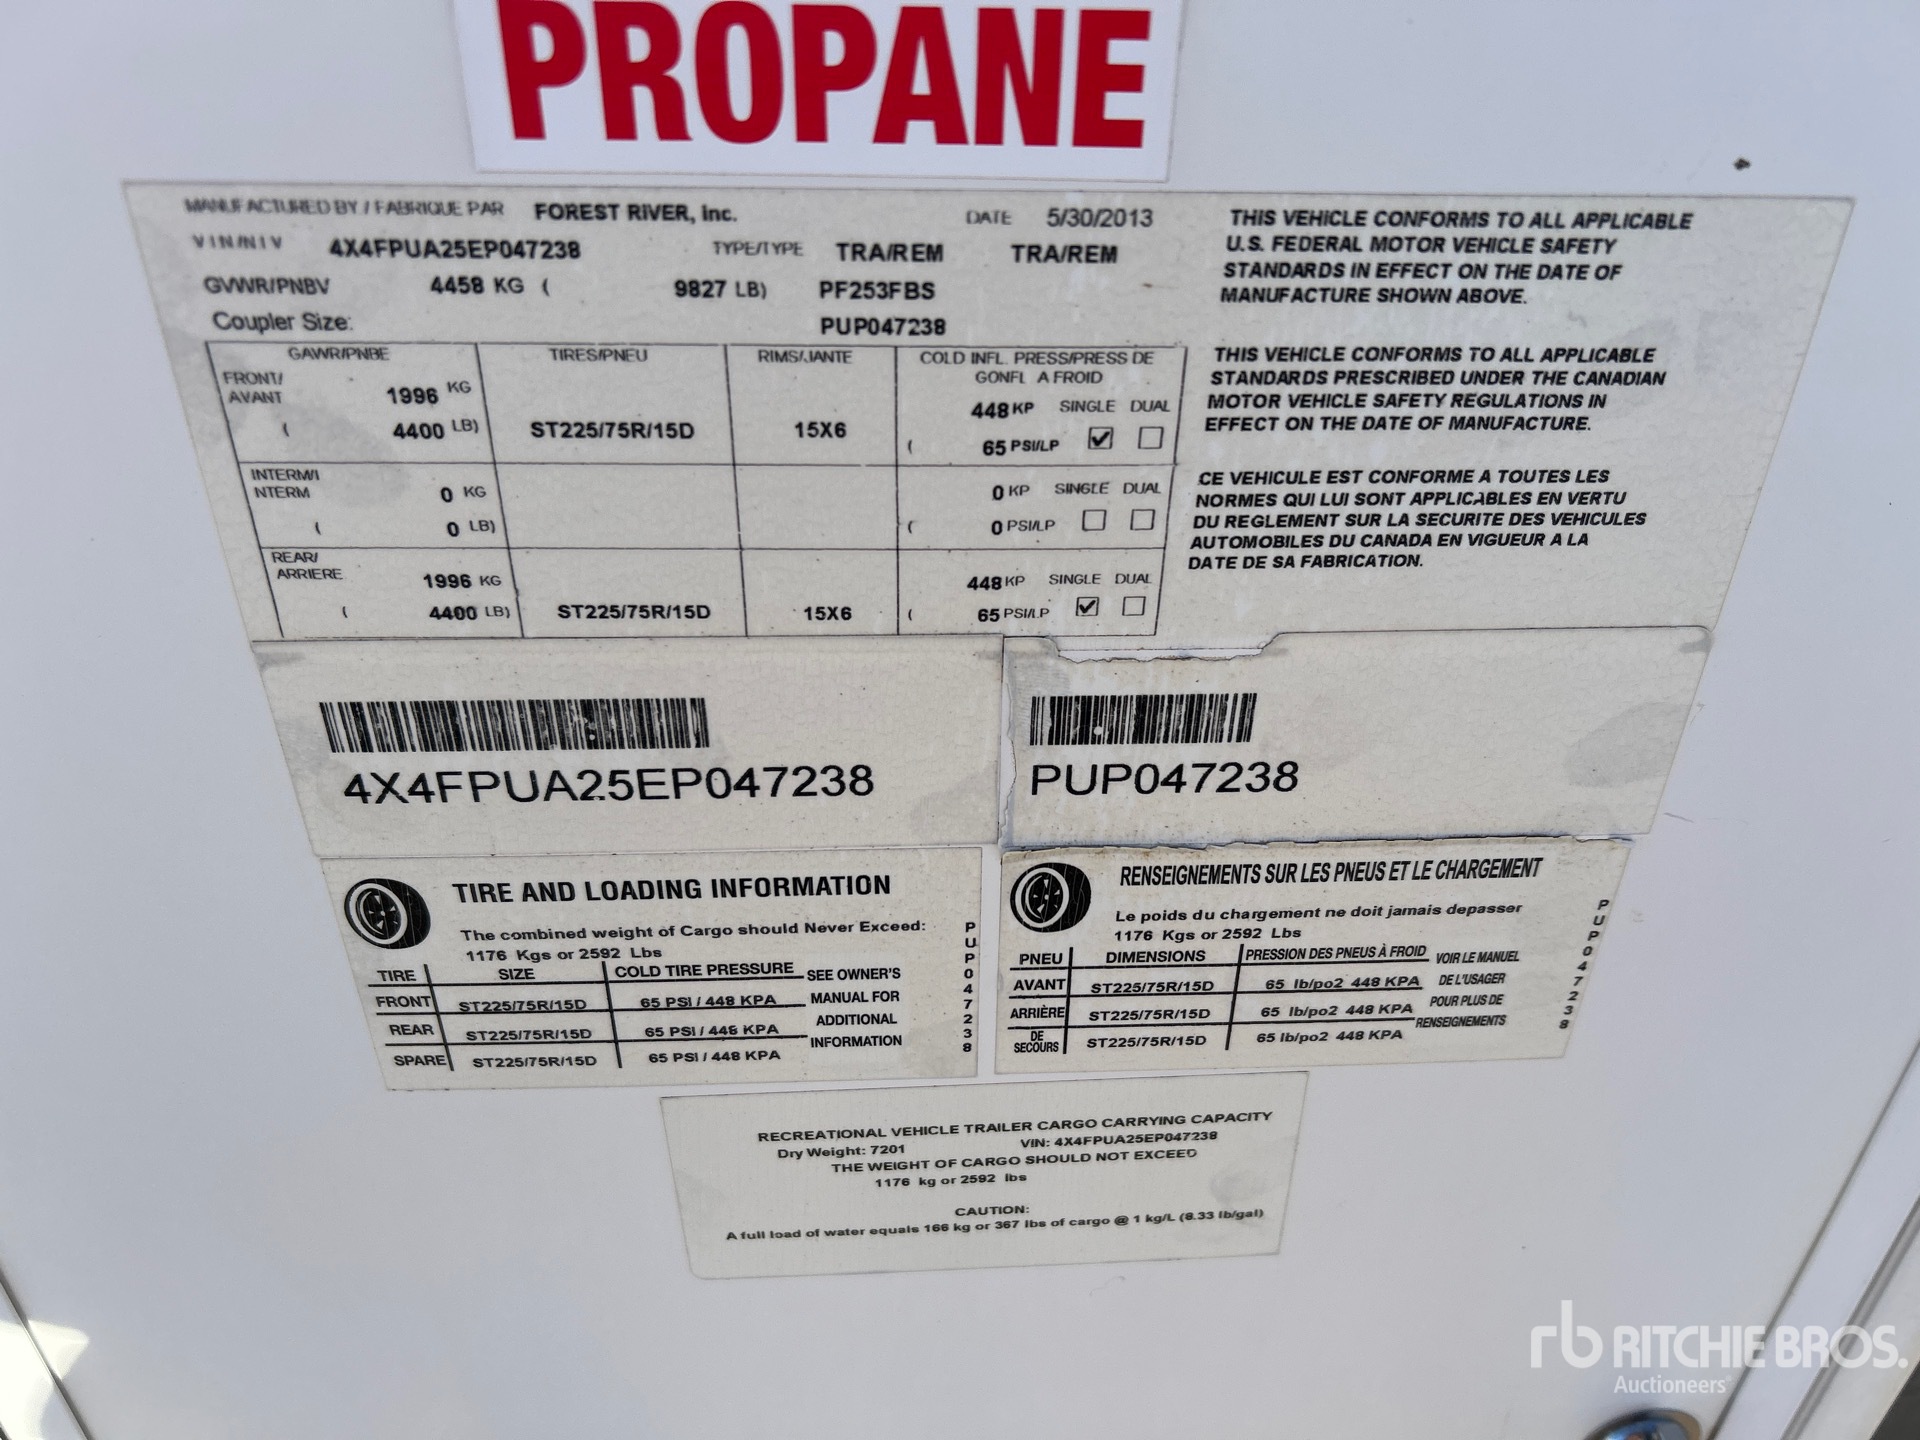 PROPANE
MANUFACTURED BY / FABRIQUE PAR FOREST RIVER, Inc. DATE 5/30/2013
VIN/NIV 4X4FPUA25EP047238 TYPE/TYPE TRA/REM TRA/REM
GVWR/PNBV 4458 KG ( 9827 LB) PF253FBS
Coupler Size: PUP047238
GAWR/PNBE TIRES/PNEU RIMS/JANTE COLD INFL. PRESS/PRESS DE
GONFL A FROID
FRONT/ AVANT 1996 KG 448 KP SINGLE DUAL
( 4400 LB) ST225/75R/15D 15X6 ( 65 PSI/LP
INTERM/I NTERM 0 KG 0 KP SINGLE DUAL
( 0 LB) ( 0 PSI/LP
REAR/ ARRIERE 1996 KG 448 KP SINGLE DUAL
( 4400 LB) ST225/75R/15D 15X6 ( 65 PSI/LP
THIS VEHICLE CONFORMS TO ALL APPLICABLE
U.S. FEDERAL MOTOR VEHICLE SAFETY
STANDARDS IN EFFECT ON THE DATE OF
MANUFACTURE SHOWN ABOVE.
THIS VEHICLE CONFORMS TO ALL APPLICABLE
STANDARDS PRESCRIBED UNDER THE CANADIAN
MOTOR VEHICLE SAFETY REGULATIONS IN
EFFECT ON THE DATE OF MANUFACTURE.
CE VEHICULE EST CONFORME A TOUTES LES
NORMES QUI LUI SONT APPLICABLES EN VERTU
DU REGLEMENT SUR LA SECURITE DES VEHICULES
AUTOMOBILES DU CANADA EN VIGUEUR A LA
DATE DE SA FABRICATION.
4X4FPUA25EP047238
PUP047238
TIRE AND LOADING INFORMATION
The combined weight of Cargo should Never Exceed:
1176 Kgs or 2592 Lbs
TIRE SIZE COLD TIRE PRESSURE
FRONT ST225/75R/15D 65 PSI / 448 KPA
REAR ST225/75R/15D 65 PSI / 448 KPA
SPARE ST225/75R/15D 65 PSI / 448 KPA
SEE OWNER'S
MANUAL FOR
ADDITIONAL
INFORMATION
PUP047238
RENSEIGNEMENTS SUR LES PNEUS ET LE CHARGEMENT
Le poids du chargement ne doit jamais depasser
1176 Kgs or 2592 Lbs
PNEU DIMENSIONS PRESSION DES PNEUS À FROID
AVANT ST225/75R/15D 65 lb/po2 448 KPA
ARRIÈRE ST225/75R/15D 65 lb/po2 448 KPA
DE SECOURS ST225/75R/15D 65 lb/po2 448 KPA
VOIR LE MANUEL
DE L'USAGER
POUR PLUS DE
RENSEIGNEMENTS
PUP047238
RECREATIONAL VEHICLE TRAILER CARGO CARRYING CAPACITY
Dry Weight: 7201 VIN: 4X4FPUA25EP047238
THE WEIGHT OF CARGO SHOULD NOT EXCEED
1176 kg or 2592 lbs
CAUTION:
A full load of water equals 166 kg or 367 lbs of cargo @ 1 kg/L (8.33 lb/gal)
rb RITCHIE BROS.
Auctioneers